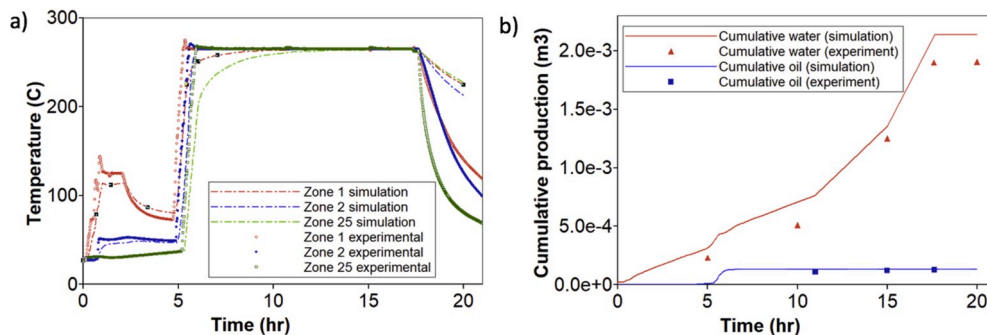 a)
300
200
100
0
Temperature (C)
0
5
10
15
20
Time (hr)
Zone 1 simulation
Zone 2 simulation
Zone 25 simulation
Zone 1 experimental
Zone 2 experimental
Zone 25 experimental
b)
Cumulative production (m3)
2.0e-3
1.5e-3
1.0e-3
5.0e-4
0.0e+0
0
5
10
15
20
Time (hr)
Cumulative water (simulation)
Cumulative water (experiment)
Cumulative oil (simulation)
Cumulative oil (experiment)